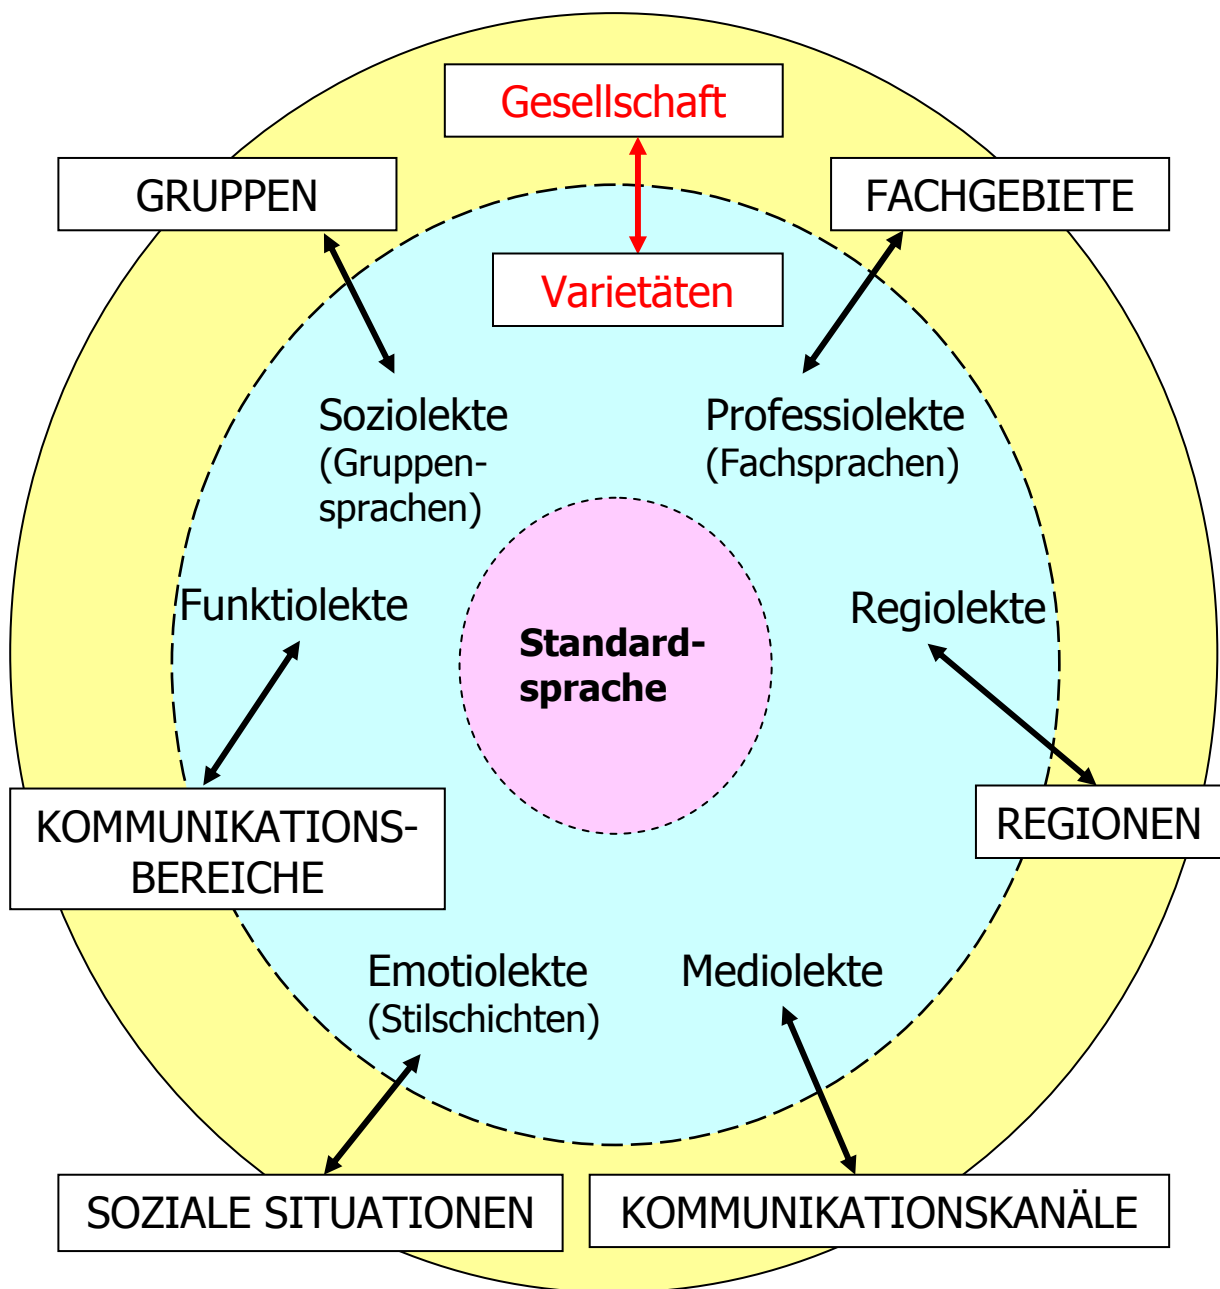 Gesellschaft
GRUPPEN
FACHGEBIETE
Varietäten
Soziolekte
(Gruppen-
sprachen)
Professiolekte
(Fachsprachen)
Funktiolekte
Regiolekte
Standard-
sprache
KOMMUNIKATIONS-
BEREICHE
REGIONEN
Emotiolekte
(Stilschichten)
Mediolekte
SOZIALE SITUATIONEN
KOMMUNIKATIONSKANÄLE